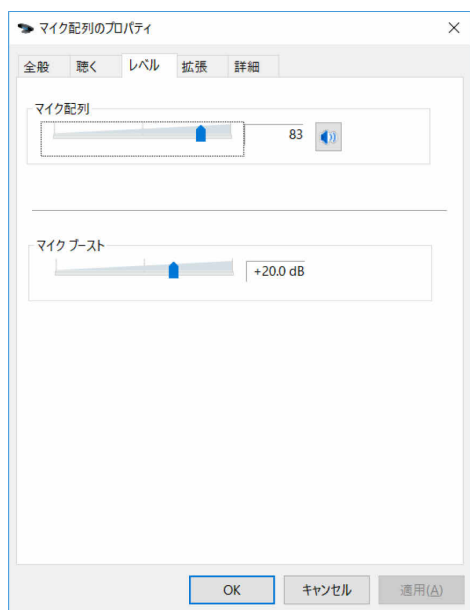 マイク配列のプロパティ
全般 聴く レベル 拡張 詳細
マイク配列
83
マイク ブースト
+20.0 dB
OK キャンセル 適用(A)